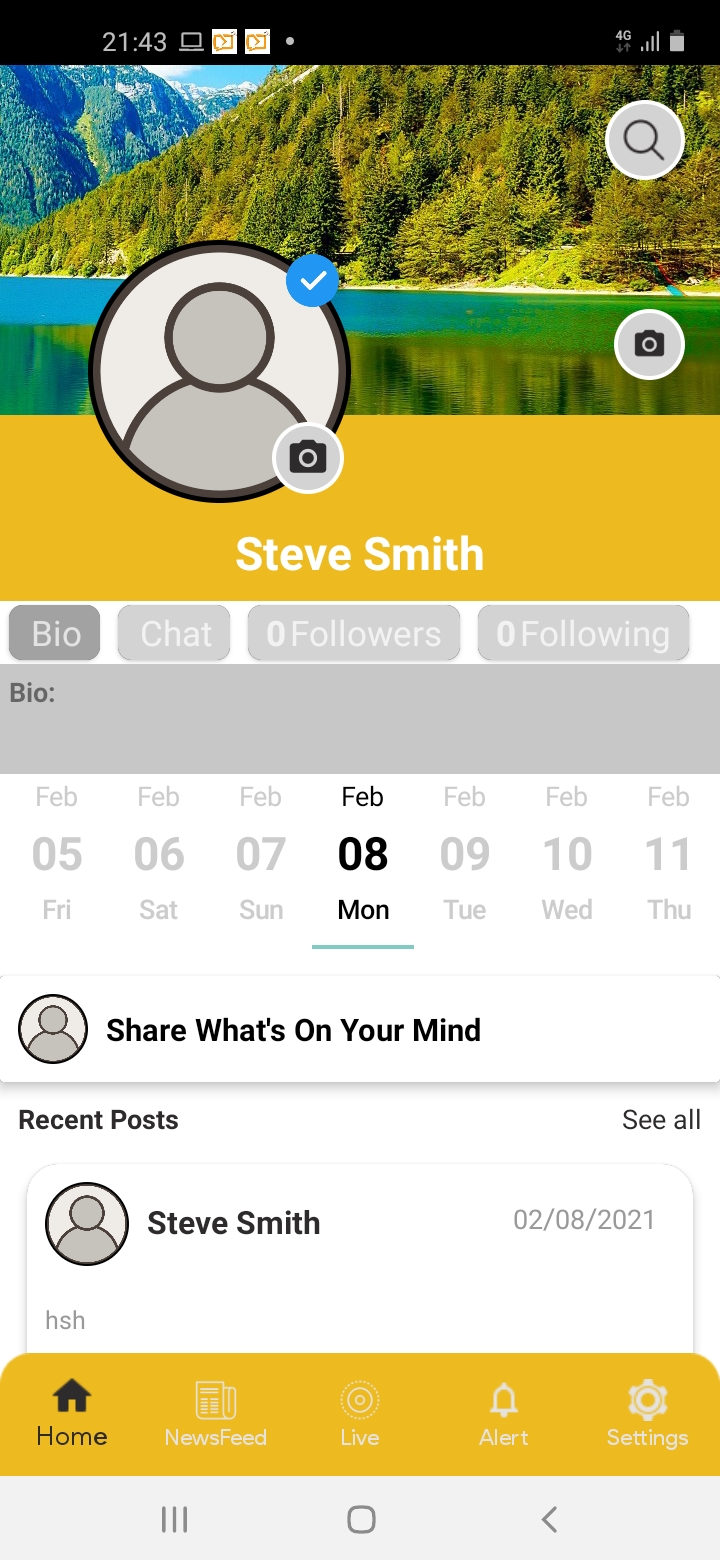 21:43
4G
Steve Smith
Bio Chat 0 Followers 0 Following
Bio:
Feb Feb Feb Feb Feb Feb Feb
05 06 07 08 09 10 11
Fri Sat Sun Mon Tue Wed Thu
Share What's On Your Mind
Recent Posts See all
Steve Smith 02/08/2021
hsh
Home NewsFeed Live Alert Settings